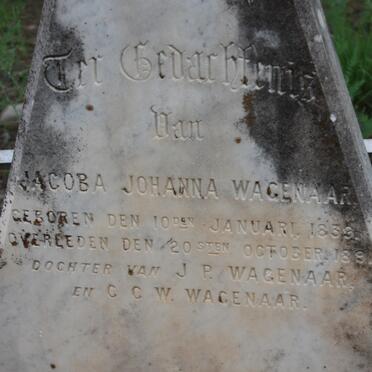 Ter Gedachtenis
Van
JACOBA JOHANNA WAGENAAR
GEBOREN DEN 10DEN JANUARI, 1839.
OVERLEDEN DEN 20STEN OCTOBER,
DOCHTER VAN J. P. WAGENAAR,
EN C. C. W. WAGENAAR.